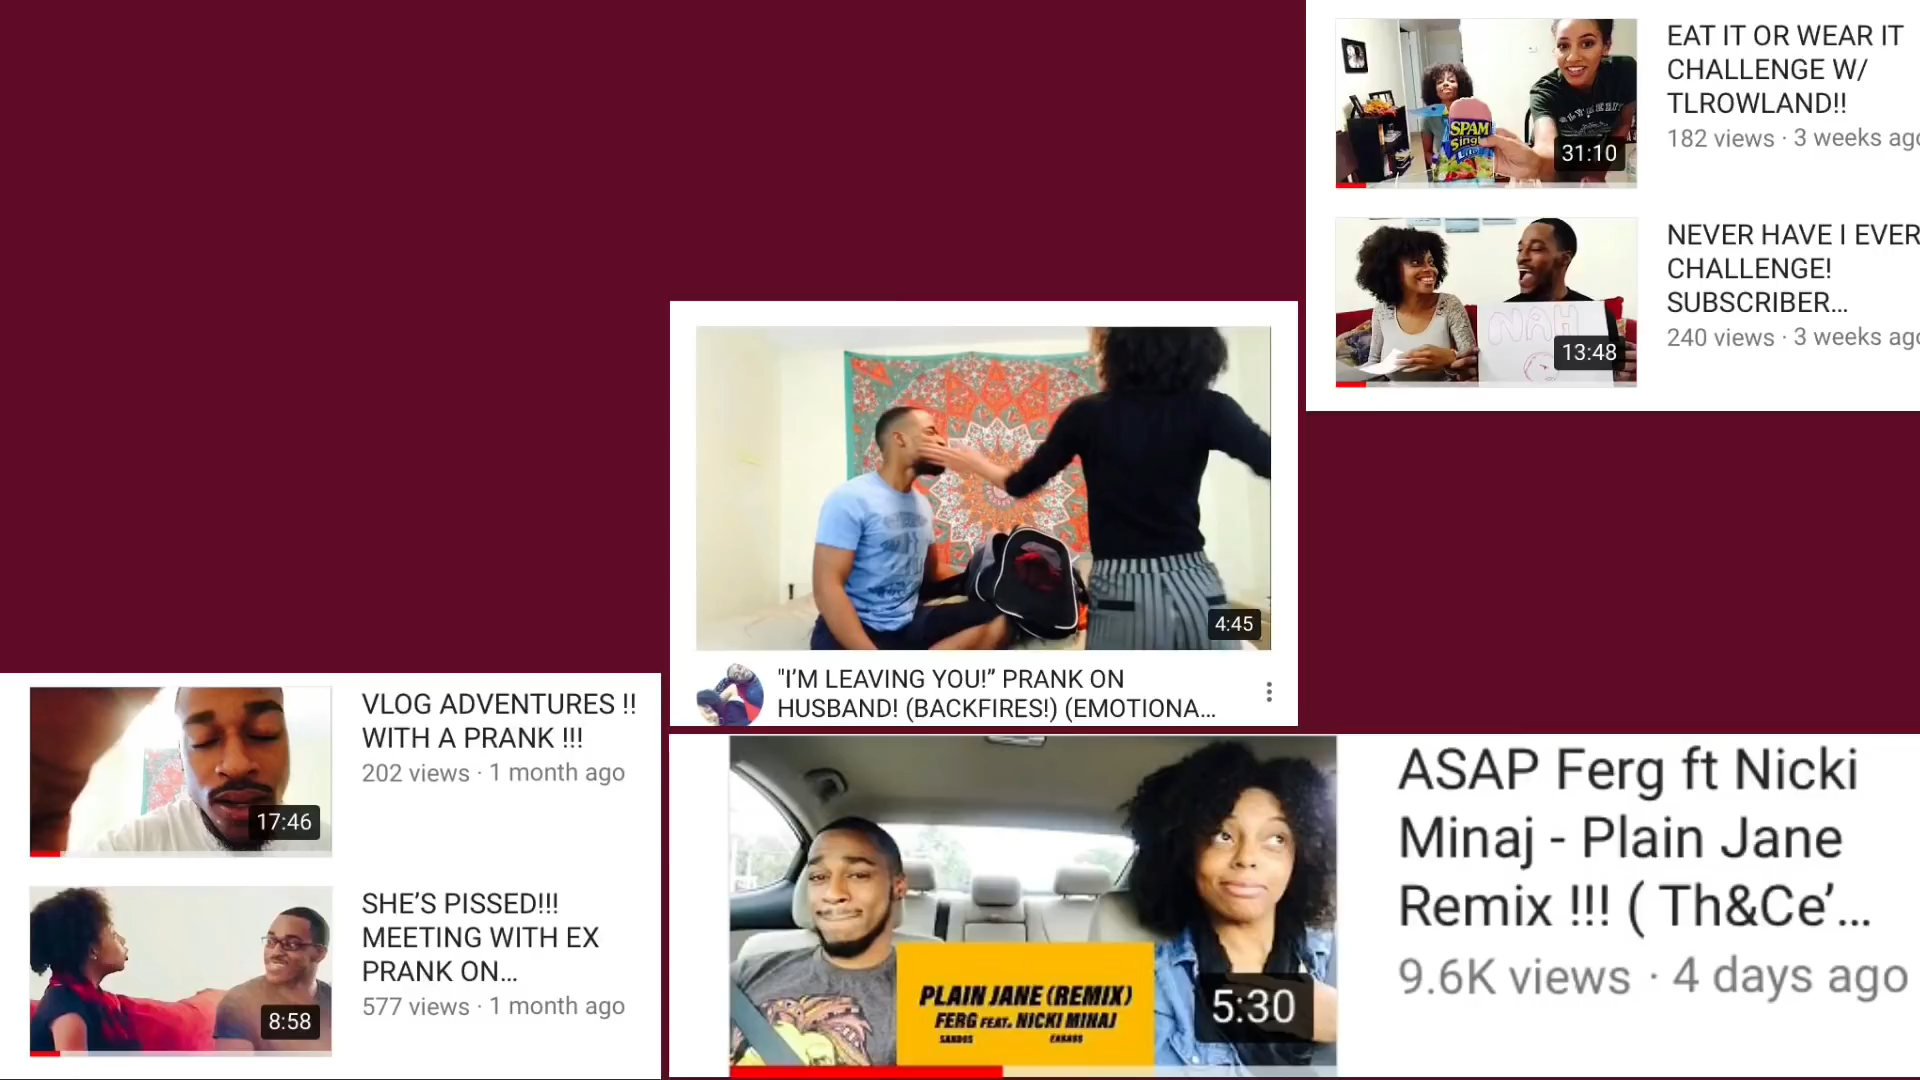 EAT IT OR WEAR IT
CHALLENGE W/
TLROWLAND!!
182 views · 3 weeks ago
SPAM
Singl
31:10
NEVER HAVE I EVER
CHALLENGE!
SUBSCRIBER...
240 views · 3 weeks ago
NAH
13:48
4:45
"I'M LEAVING YOU!” PRANK ON
HUSBAND! (BACKFIRES!) (EMOTIONA...
VLOG ADVENTURES !!
WITH A PRANK !!!
202 views · 1 month ago
17:46
SHE’S PISSED!!!
MEETING WITH EX
PRANK ON...
577 views · 1 month ago
8:58
ASAP Ferg ft Nicki
Minaj - Plain Jane
Remix !!! ( Th&Ce’...
9.6K views · 4 days ago
PLAIN JANE (REMIX)
FERG FEAT. NICKI MINAJ
5:30